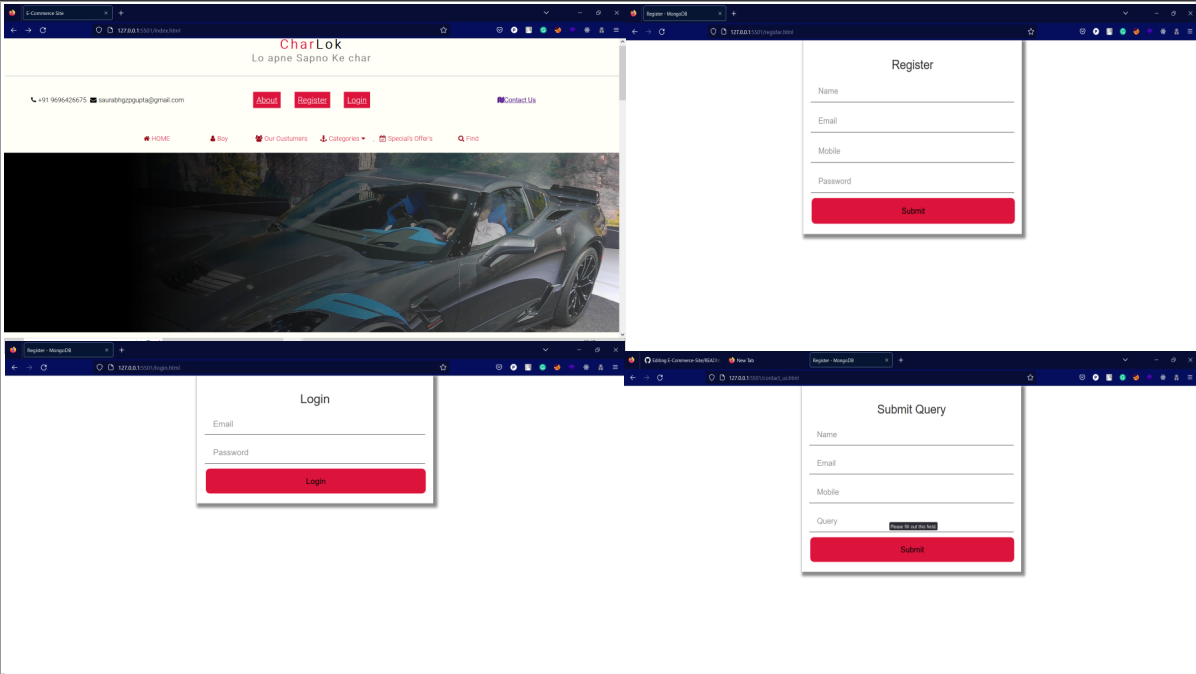 E-Commerce Site
127.0.0.1:5501/index.html
CharLok
Lo apne Sapno Ke char
+91 9696426675 saurabhgzpgupta@gmail.com
About Register Login
Contact Us
HOME Boy Our Custumers Categories Special's Offer's Find
Register - MongoDB
127.0.0.1:5501/register.html
Register
Name
Email
Mobile
Password
Submit
Register - MongoDB
127.0.0.1:5501/login.html
Login
Email
Password
Login
Editing E-Commerce-Site/READ New Tab Register - MongoDB
127.0.0.1:5501/contact_us.html
Submit Query
Name
Email
Mobile
Query
Please fill out this field.
Submit